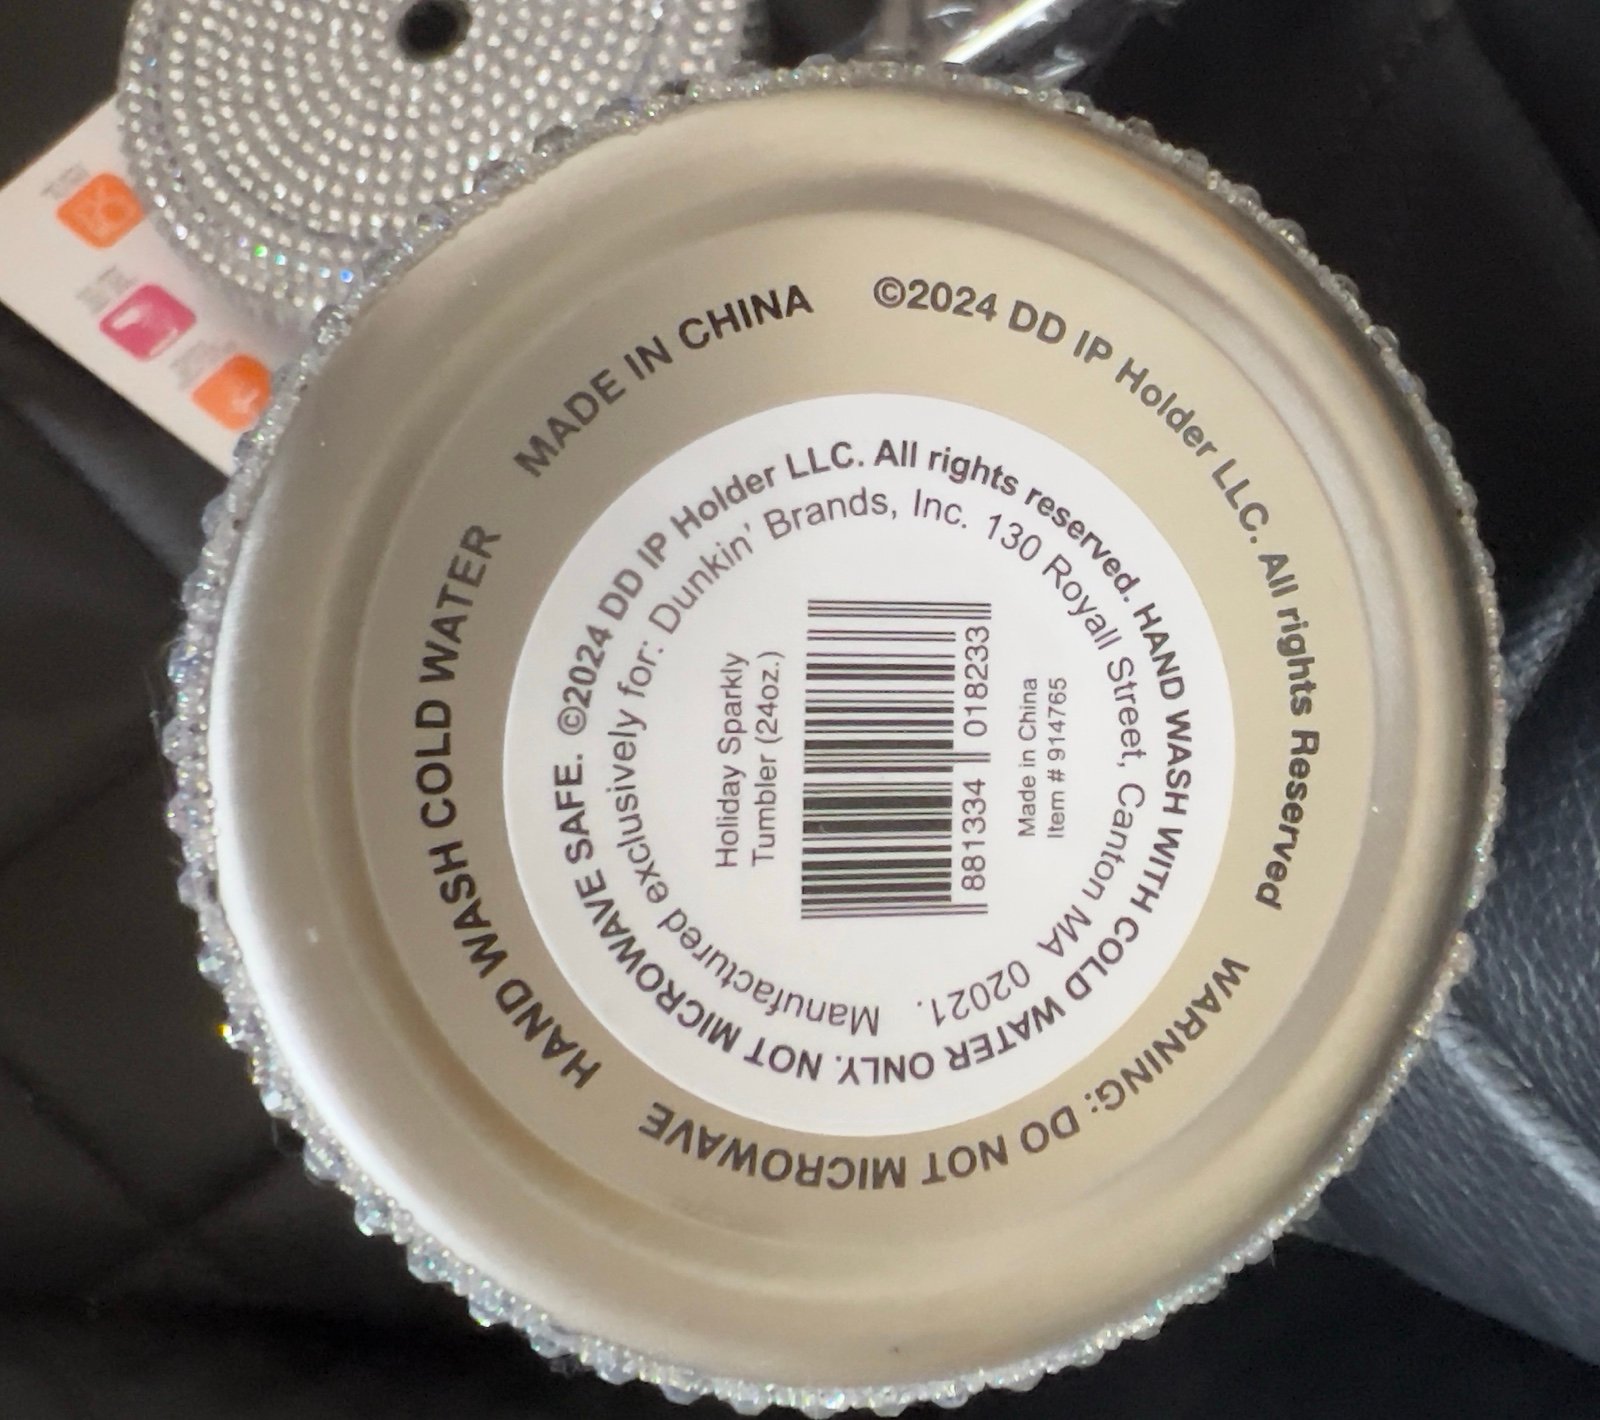 ©2024 DD IP Holder LLC. All rights Reserved
WARNING: DO NOT MICROWAVE
HAND WASH COLD WATER
MADE IN CHINA
©2024 DD IP Holder LLC. All rights reserved. HAND WASH WITH COLD WATER ONLY. NOT MICROWAVE SAFE.
Manufactured exclusively for: Dunkin' Brands, Inc. 130 Royall Street, Canton MA 02021.
Holiday Sparkly
Tumbler (24oz.)
881334 018233
Made in China
Item # 914765